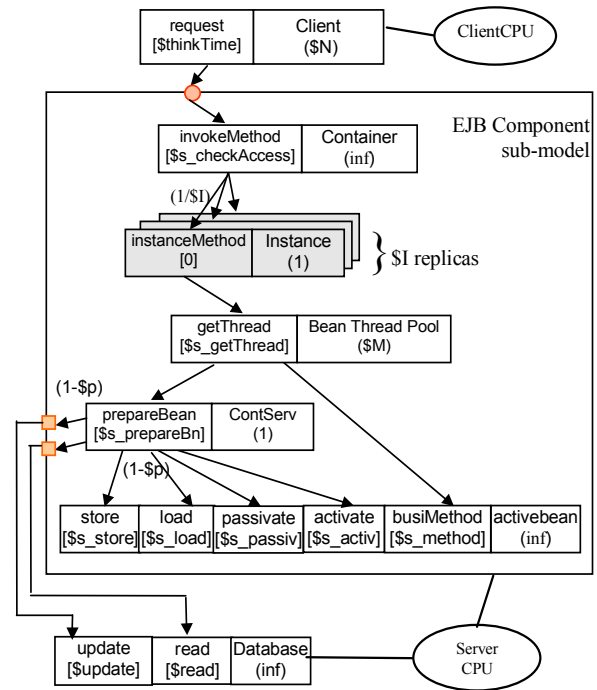 request Client
[$thinkTime] ($N)
ClientCPU
EJB Component
sub-model
invokeMethod Container
[$s_checkAccess] (inf)
(1/$I)
instanceMethod Instance
[0] (1)
} $I replicas
getThread Bean Thread Pool
[$s_getThread] ($M)
(1-$p)
prepareBean ContServ
[$s_prepareBn] (1)
(1-$p)
store load passivate activate busiMethod activebean
[$s_store] [$s_load] [$s_passiv] [$s_activ] [$s_method] (inf)
update read Database
[$update] [$read] (inf)
Server
CPU